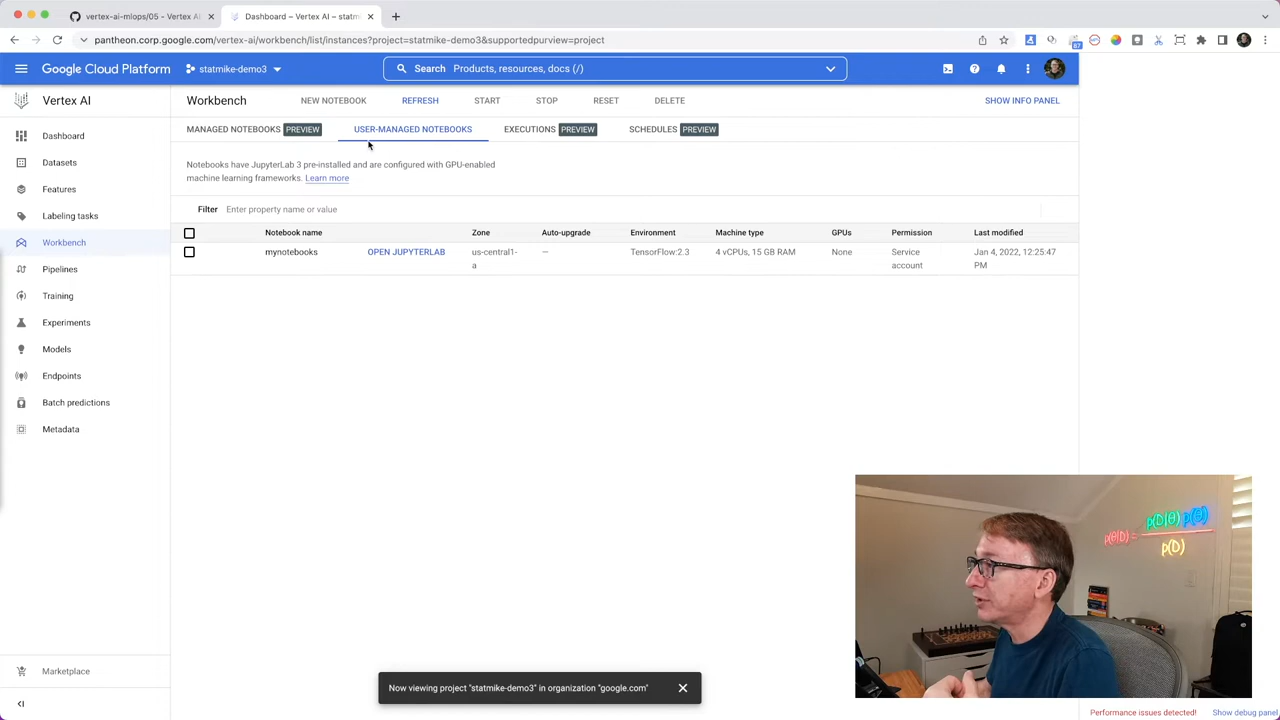 vertex-ai-mlops/05 - Vertex AI
Dashboard – Vertex AI – statm
pantheon.corp.google.com/vertex-ai/workbench/list/instances?project=statmike-demo3&supportedpurview=project
87
Google Cloud Platform
statmike-demo3
Search Products, resources, docs (/)
Vertex AI
Workbench
NEW NOTEBOOK
REFRESH
START
STOP
RESET
DELETE
SHOW INFO PANEL
Dashboard
Datasets
Features
Labeling tasks
Workbench
Pipelines
Training
Experiments
Models
Endpoints
Batch predictions
Metadata
Marketplace
MANAGED NOTEBOOKS PREVIEW
USER-MANAGED NOTEBOOKS
EXECUTIONS PREVIEW
SCHEDULES PREVIEW
Notebooks have JupyterLab 3 pre-installed and are configured with GPU-enabled
machine learning frameworks. Learn more
Filter Enter property name or value
Notebook name Zone Auto-upgrade Environment Machine type GPUs Permission Last modified
mynotebooks OPEN JUPYTERLAB us-central1- — TensorFlow:2.3 4 vCPUs, 15 GB RAM None Service Jan 4, 2022, 12:25:47
a account PM
p(D|θ) p(θ)
p(θ|D) =
p(D)
Now viewing project "statmike-demo3" in organization "google.com"
Performance issues detected! Show debug panel